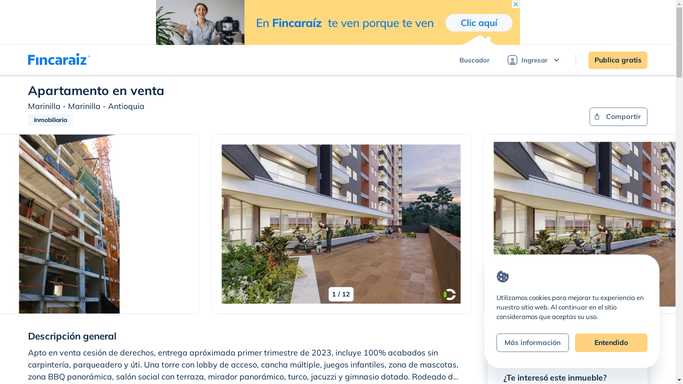 En Fincaraíz te ven porque te ven
Clic aquí
Fincaraiz
Buscador
Ingresar
Publica gratis
Apartamento en venta
Marinilla - Marinilla - Antioquia
Inmobiliaria
Compartir
1 / 12
Utilizamos cookies para mejorar tu experiencia en
nuestro sitio web. Al continuar en el sitio
consideramos que aceptas su uso.
Más información
Entendido
Descripción general
Apto en venta cesión de derechos, entrega apróximada primer trimestre de 2023, incluye 100% acabados sin
carpintería, parqueadero y úti. Una torre con lobby de acceso, cancha múltiple, juegos infantiles, zona de mascotas,
zona BBQ panorámica, salón social con terraza, mirador panorámico, turco, jacuzzi y gimnasio dotado. Rodeado d...
¿Te interesó este inmueble?